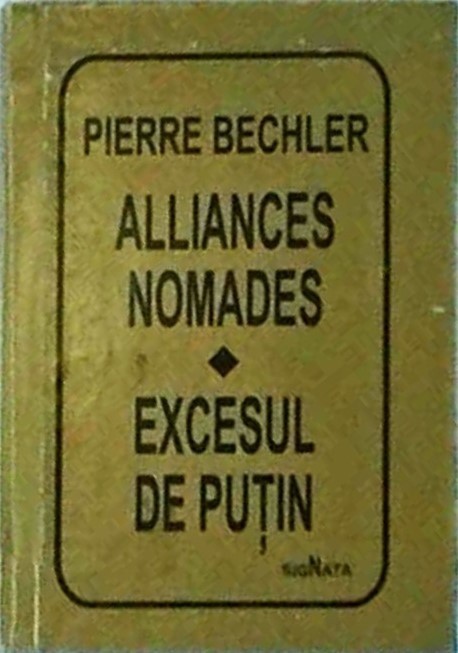 PIERRE BECHLER
ALLIANCES
NOMADES
EXCESUL
DE PUȚIN
SIGNATA